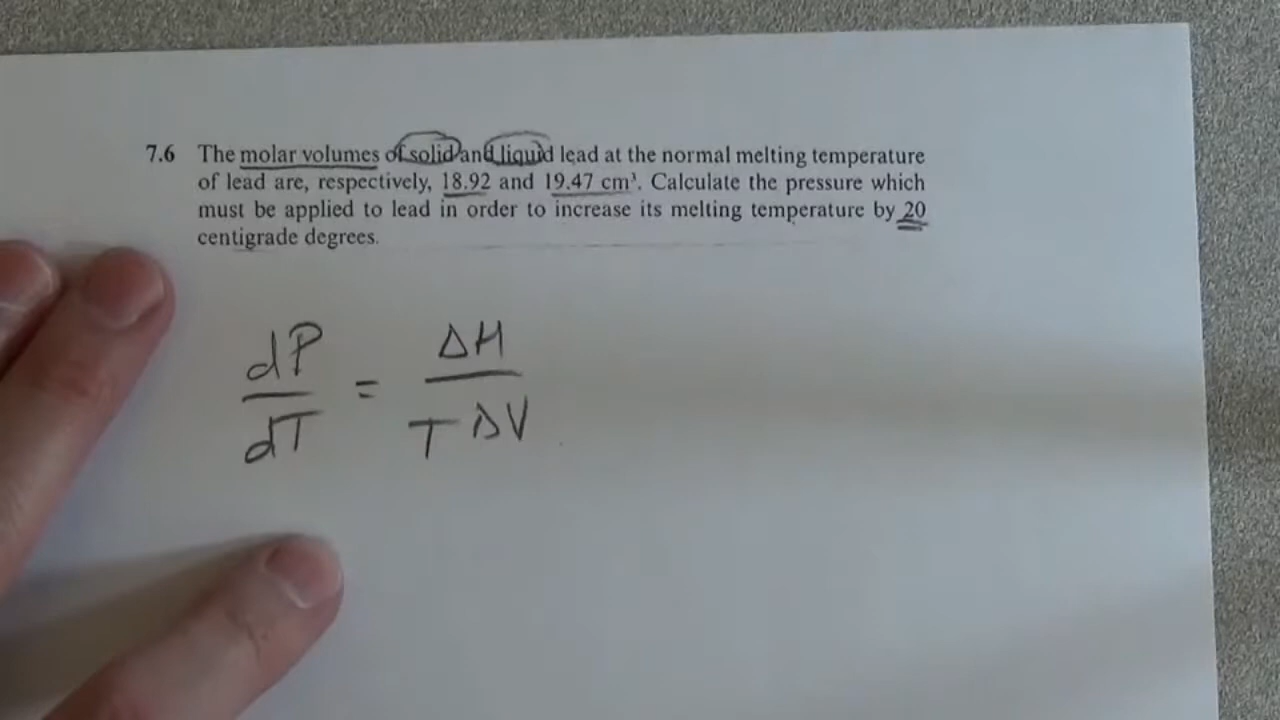 7.6 The molar volumes of solid and liquid lead at the normal melting temperature
of lead are, respectively, 18.92 and 19.47 cm³. Calculate the pressure which
must be applied to lead in order to increase its melting temperature by 20
centigrade degrees.
dP/dT = ΔH/TΔV